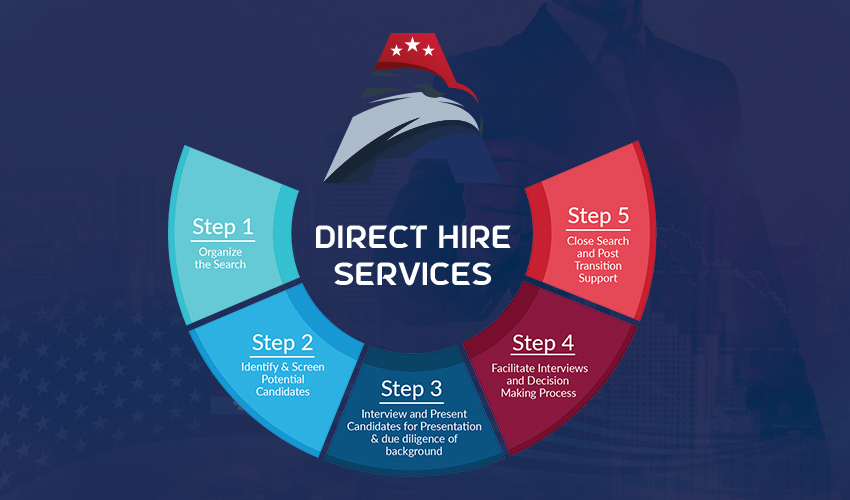 DIRECT HIRE
SERVICES
Step 1
Organize
the Search
Step 2
Identify & Screen
Potential
Candidates
Step 3
Interview and Present
Candidates for Presentation
& due diligence of
background
Step 4
Facilitate Interviews
and Decision
Making Process
Step 5
Close Search
and Post
Transition
Support